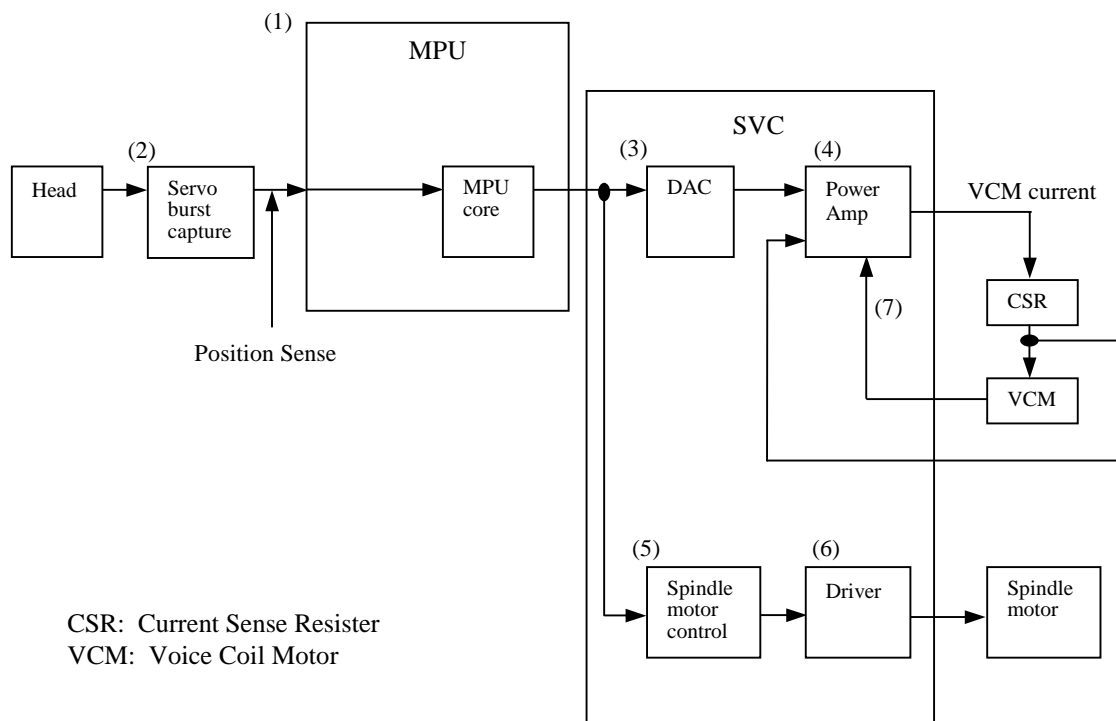 (1)
MPU
SVC
(2)
(3)
(4)
Head
Servo
burst
capture
MPU
core
DAC
Power
Amp
VCM current
CSR
(7)
Position Sense
VCM
(5)
(6)
Spindle
motor
control
Driver
Spindle
motor
CSR: Current Sense Resister
VCM: Voice Coil Motor